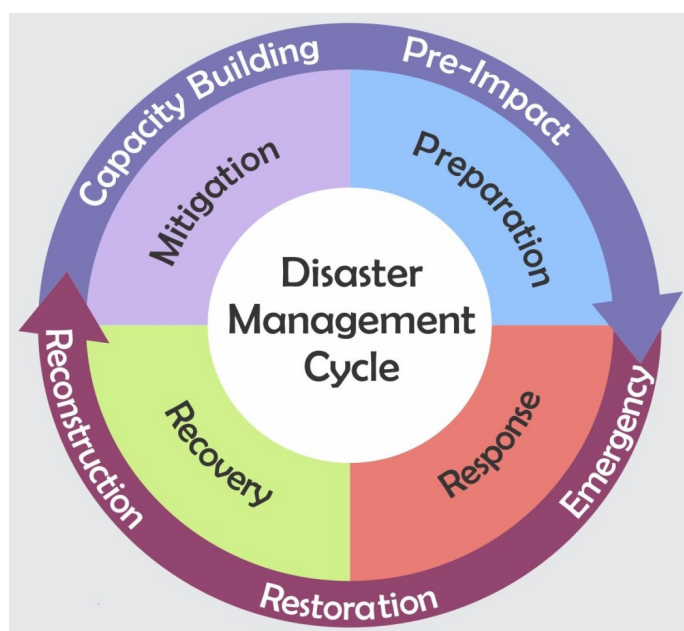 Capacity Building
Pre-Impact
Mitigation
Preparation
Disaster
Management
Cycle
Recovery
Response
Reconstruction
Emergency
Restoration